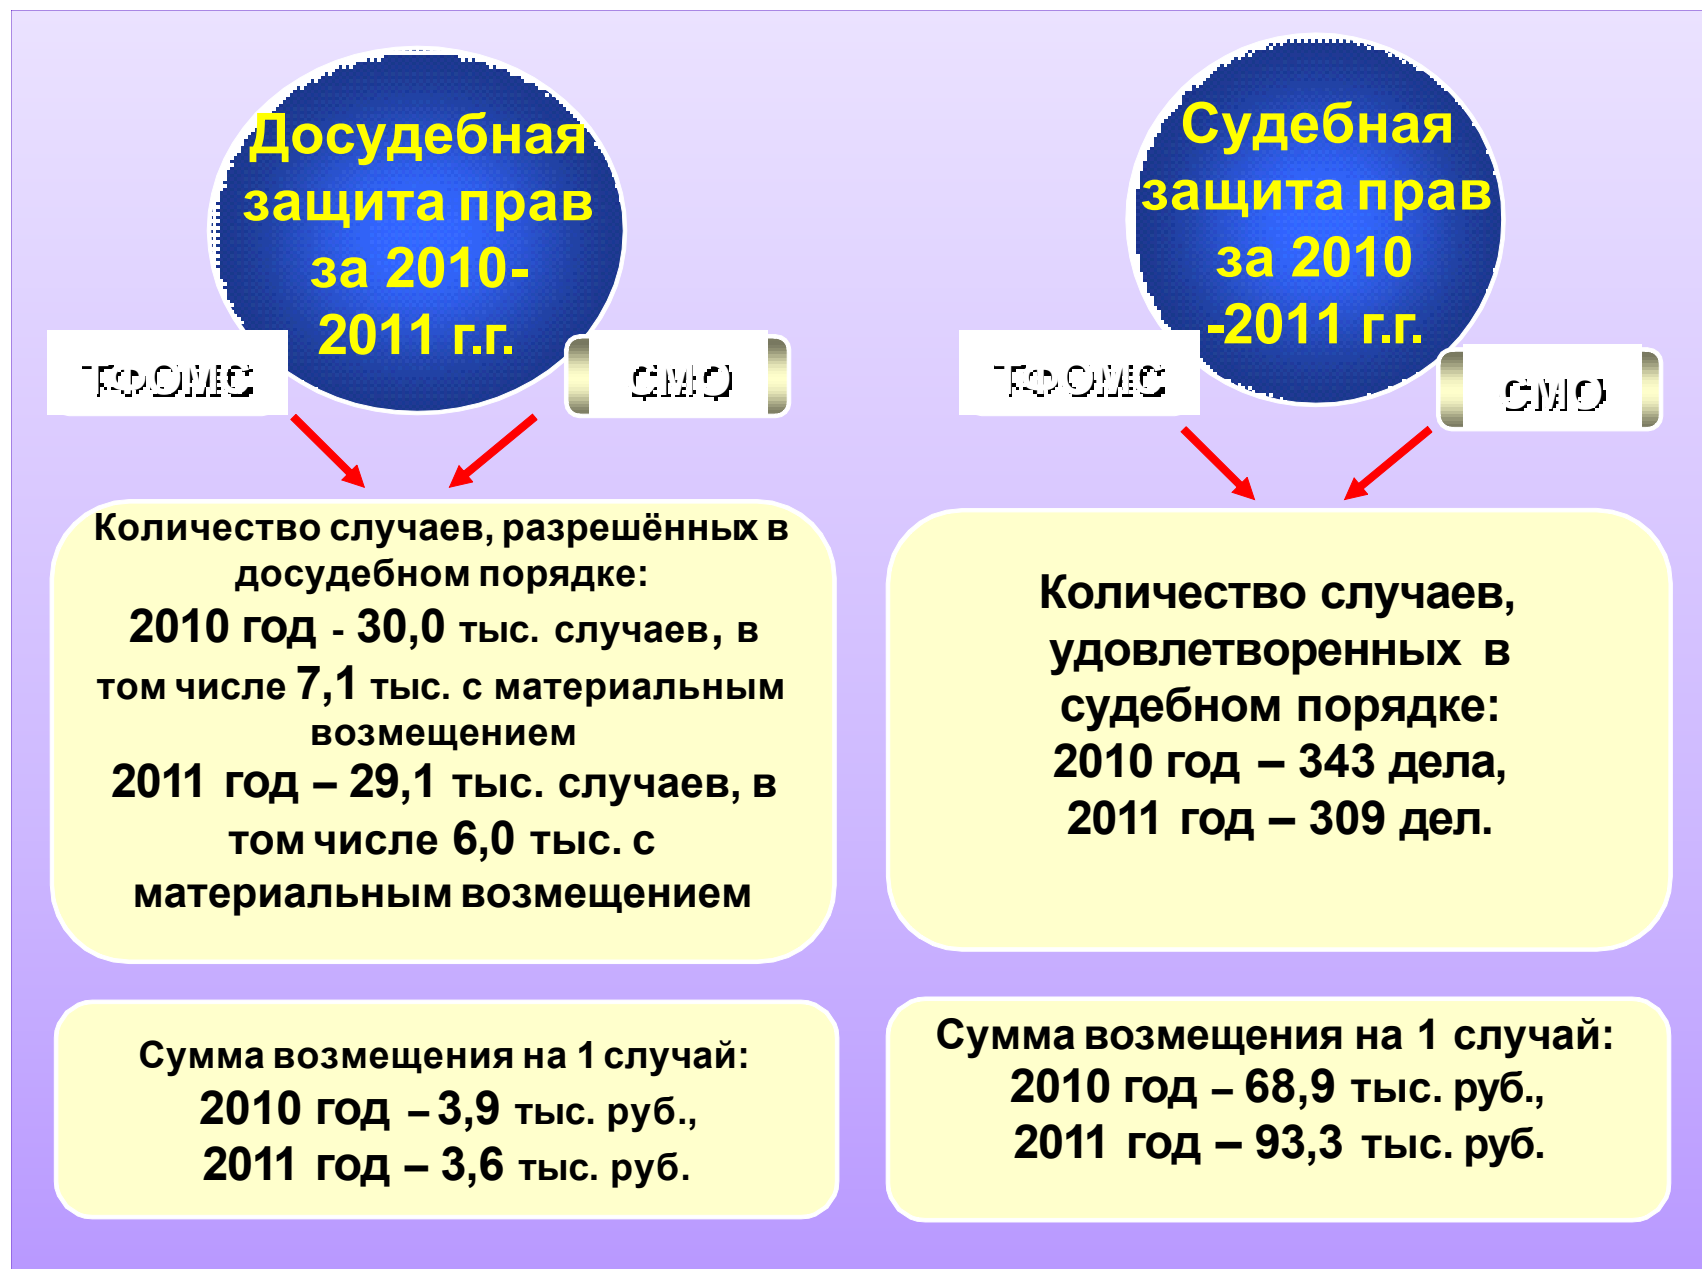 Досудебная
защита прав
за 2010-
2011 г.г.
ТФОМС
СМО
Количество случаев, разрешённых в
досудебном порядке:
2010 год - 30,0 тыс. случаев, в
том числе 7,1 тыс. с материальным
возмещением
2011 год – 29,1 тыс. случаев, в
том числе 6,0 тыс. с
материальным возмещением
Сумма возмещения на 1 случай:
2010 год – 3,9 тыс. руб.,
2011 год – 3,6 тыс. руб.
Судебная
защита прав
за 2010
-2011 г.г.
ТФОМС
СМО
Количество случаев,
удовлетворенных в
судебном порядке:
2010 год – 343 дела,
2011 год – 309 дел.
Сумма возмещения на 1 случай:
2010 год – 68,9 тыс. руб.,
2011 год – 93,3 тыс. руб.